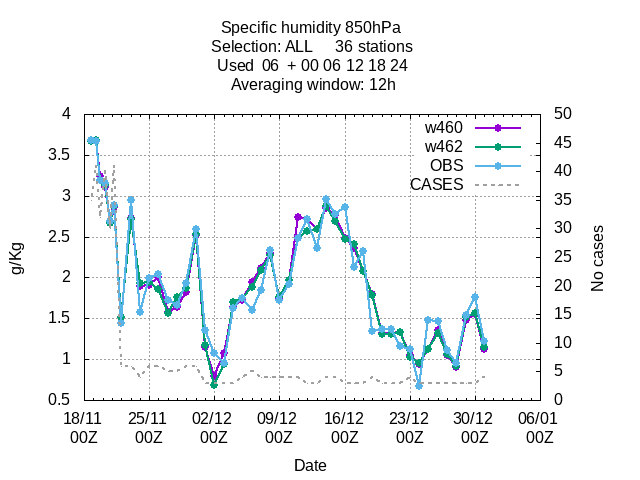 Specific humidity 850hPa
Selection: ALL 36 stations
Used 06 + 00 06 12 18 24
Averaging window: 12h
4
3.5
3
2.5
2
1.5
1
0.5
g/Kg
w460
w462
OBS
CASES
50
45
40
35
30
25
20
15
10
5
0
No cases
18/11 25/11 02/12 09/12 16/12 23/12 30/12 06/01
00Z 00Z 00Z 00Z 00Z 00Z 00Z 00Z
Date